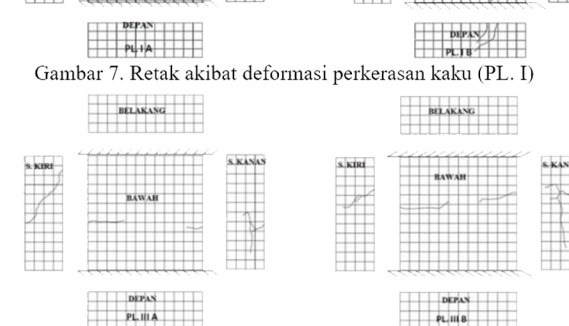 DEPAN DEPAN
PL. I A PL. I B
Gambar 7. Retak akibat deformasi perkerasan kaku (PL. I)
BELAKANG BELAKANG
S. KIRI S. KANAN S. KIRI S. KAN
BAWAH BAWAH
DEPAN DEPAN
PL. III A PL. III B